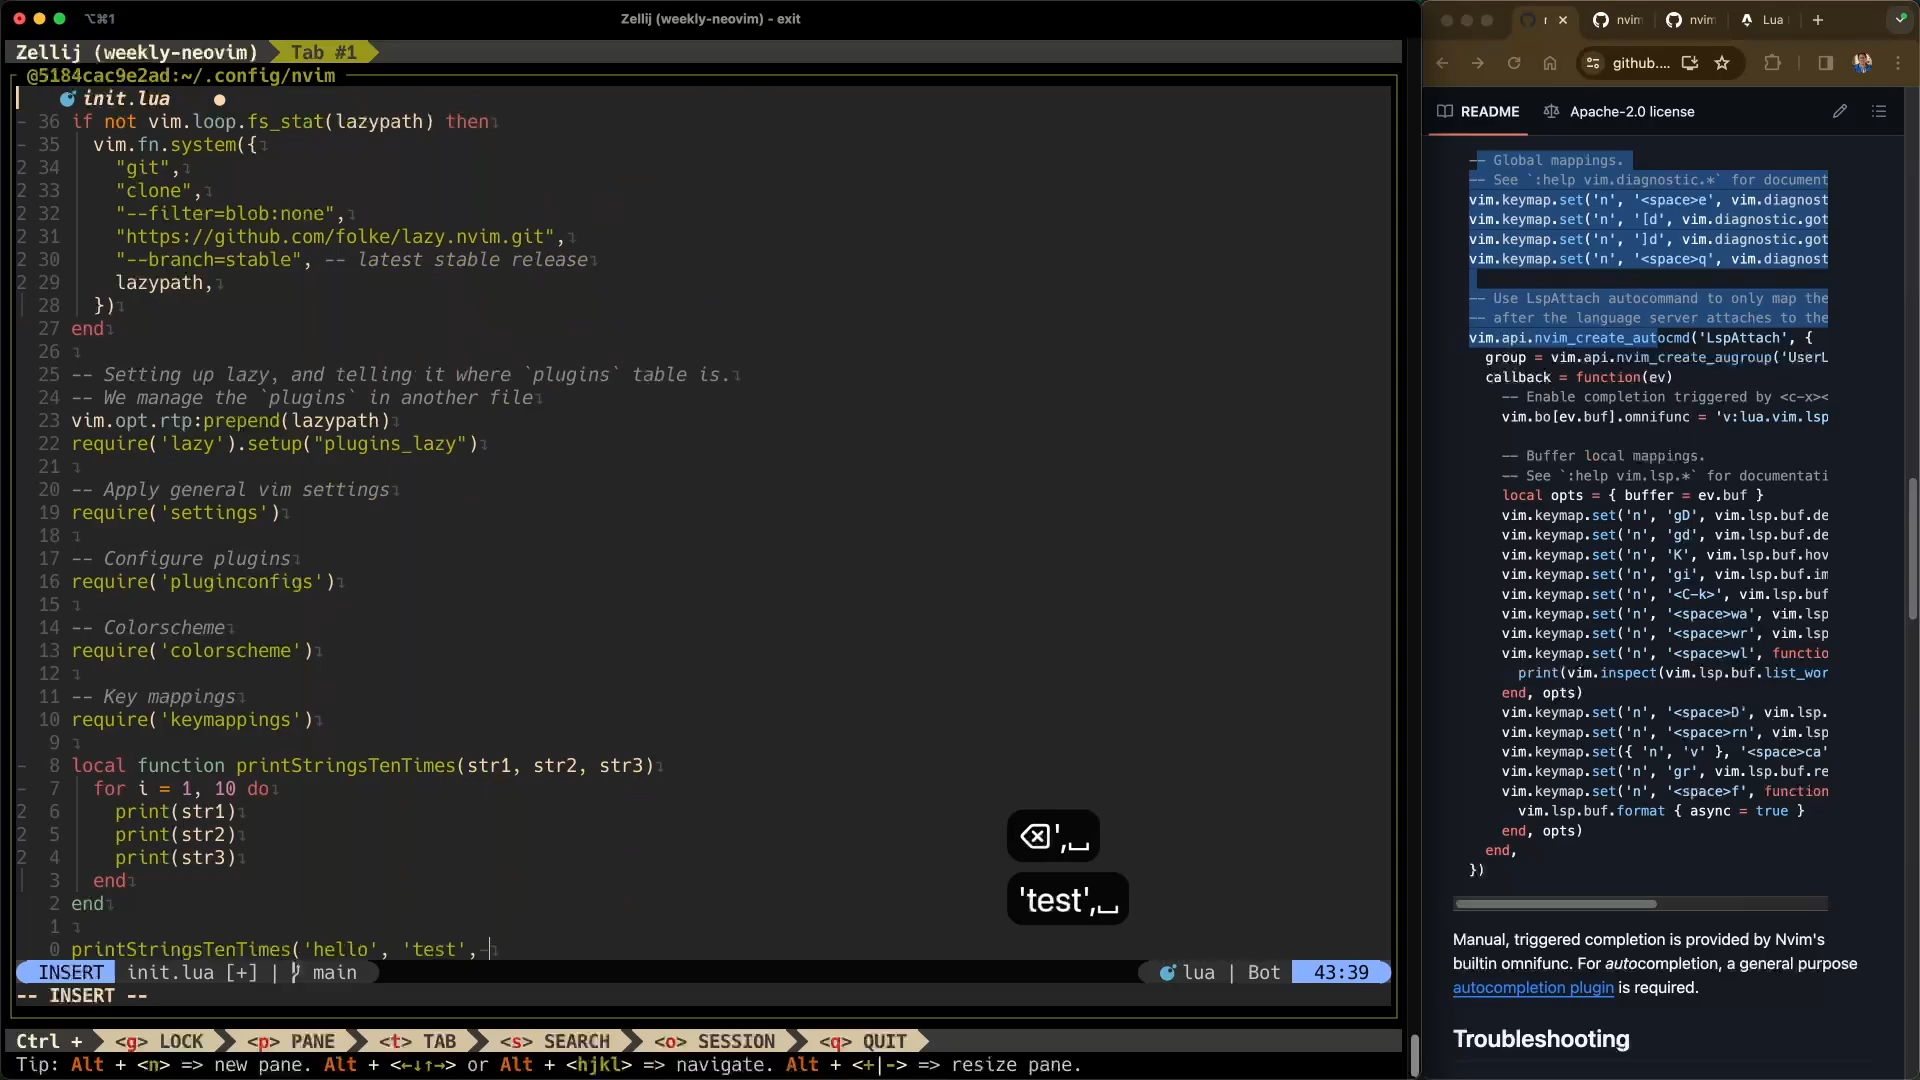 ⌥⌘1
Zellij (weekly-neovim) - exit
Zellij (weekly-neovim) Tab #1
@5184cac9e2ad:~/.config/nvim
init.lua
36 if not vim.loop.fs_stat(lazypath) then
35 vim.fn.system({
2 34 "git",
2 33 "clone",
2 32 "--filter=blob:none",
2 31 "https://github.com/folke/lazy.nvim.git",
2 30 "--branch=stable", -- latest stable release
2 29 lazypath,
28 })
27 end
26
25 -- Setting up lazy, and telling it where `plugins` table is.
24 -- We manage the `plugins` in another file
23 vim.opt.rtp:prepend(lazypath)
22 require('lazy').setup("plugins_lazy")
21
20 -- Apply general vim settings
19 require('settings')
18
17 -- Configure plugins
16 require('pluginconfigs')
15
14 -- Colorscheme
13 require('colorscheme')
12
11 -- Key mappings
10 require('keymappings')
9
8 local function printStringsTenTimes(str1, str2, str3)
7 for i = 1, 10 do
2 6 print(str1)
2 5 print(str2)
2 4 print(str3)
3 end
2 end
1
0 printStringsTenTimes('hello', 'test',
⌫',␣
'test',␣
INSERT init.lua [+] | main lua | Bot 43:39
-- INSERT --
Ctrl + <g> LOCK <p> PANE <t> TAB <s> SEARCH <o> SESSION <q> QUIT
Tip: Alt + <n> => new pane. Alt + <←↓↑→> or Alt + <hjkl> => navigate. Alt + <+|-> => resize pane.
nvim nvim Lua
github....
README Apache-2.0 license
-- Global mappings.
-- See `:help vim.diagnostic.*` for document
vim.keymap.set('n', '<space>e', vim.diagnost
vim.keymap.set('n', '[d', vim.diagnostic.got
vim.keymap.set('n', ']d', vim.diagnostic.got
vim.keymap.set('n', '<space>q', vim.diagnost
-- Use LspAttach autocommand to only map the
-- after the language server attaches to the
vim.api.nvim_create_autocmd('LspAttach', {
group = vim.api.nvim_create_augroup('UserL
callback = function(ev)
-- Enable completion triggered by <c-x><
vim.bo[ev.buf].omnifunc = 'v:lua.vim.lsp
-- Buffer local mappings.
-- See `:help vim.lsp.*` for documentati
local opts = { buffer = ev.buf }
vim.keymap.set('n', 'gD', vim.lsp.buf.de
vim.keymap.set('n', 'gd', vim.lsp.buf.de
vim.keymap.set('n', 'K', vim.lsp.buf.hov
vim.keymap.set('n', 'gi', vim.lsp.buf.im
vim.keymap.set('n', '<C-k>', vim.lsp.buf
vim.keymap.set('n', '<space>wa', vim.lsp
vim.keymap.set('n', '<space>wr', vim.lsp
vim.keymap.set('n', '<space>wl', functio
print(vim.inspect(vim.lsp.buf.list_wor
end, opts)
vim.keymap.set('n', '<space>D', vim.lsp.
vim.keymap.set('n', '<space>rn', vim.lsp
vim.keymap.set({ 'n', 'v' }, '<space>ca'
vim.keymap.set('n', 'gr', vim.lsp.buf.re
vim.keymap.set('n', '<space>f', function
vim.lsp.buf.format { async = true }
end, opts)
end,
})
Manual, triggered completion is provided by Nvim's
builtin omnifunc. For autocompletion, a general purpose
autocompletion plugin is required.
Troubleshooting